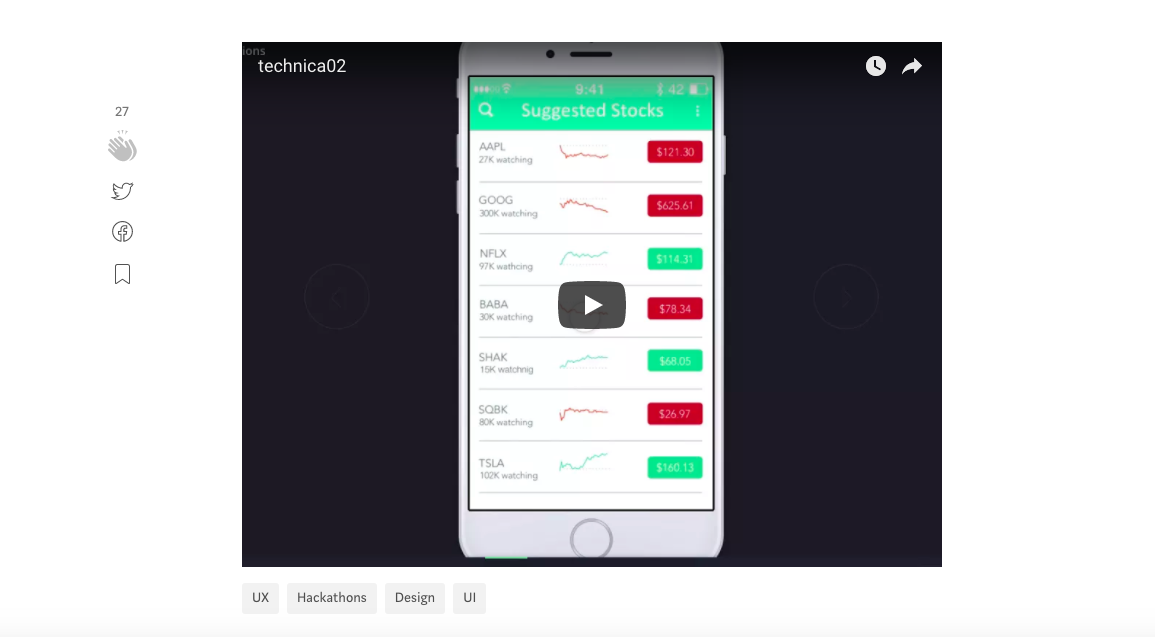 ions
technica02
27
9:41
42
Suggested Stocks
AAPL
27K watching
$121.30
GOOG
300K watching
$625.61
NFLX
97K wathcing
$114.31
BABA
30K watching
$78.34
SHAK
15K watchnig
$68.05
SQBK
80K watching
$26.97
TSLA
102K watching
$160.13
UX
Hackathons
Design
UI